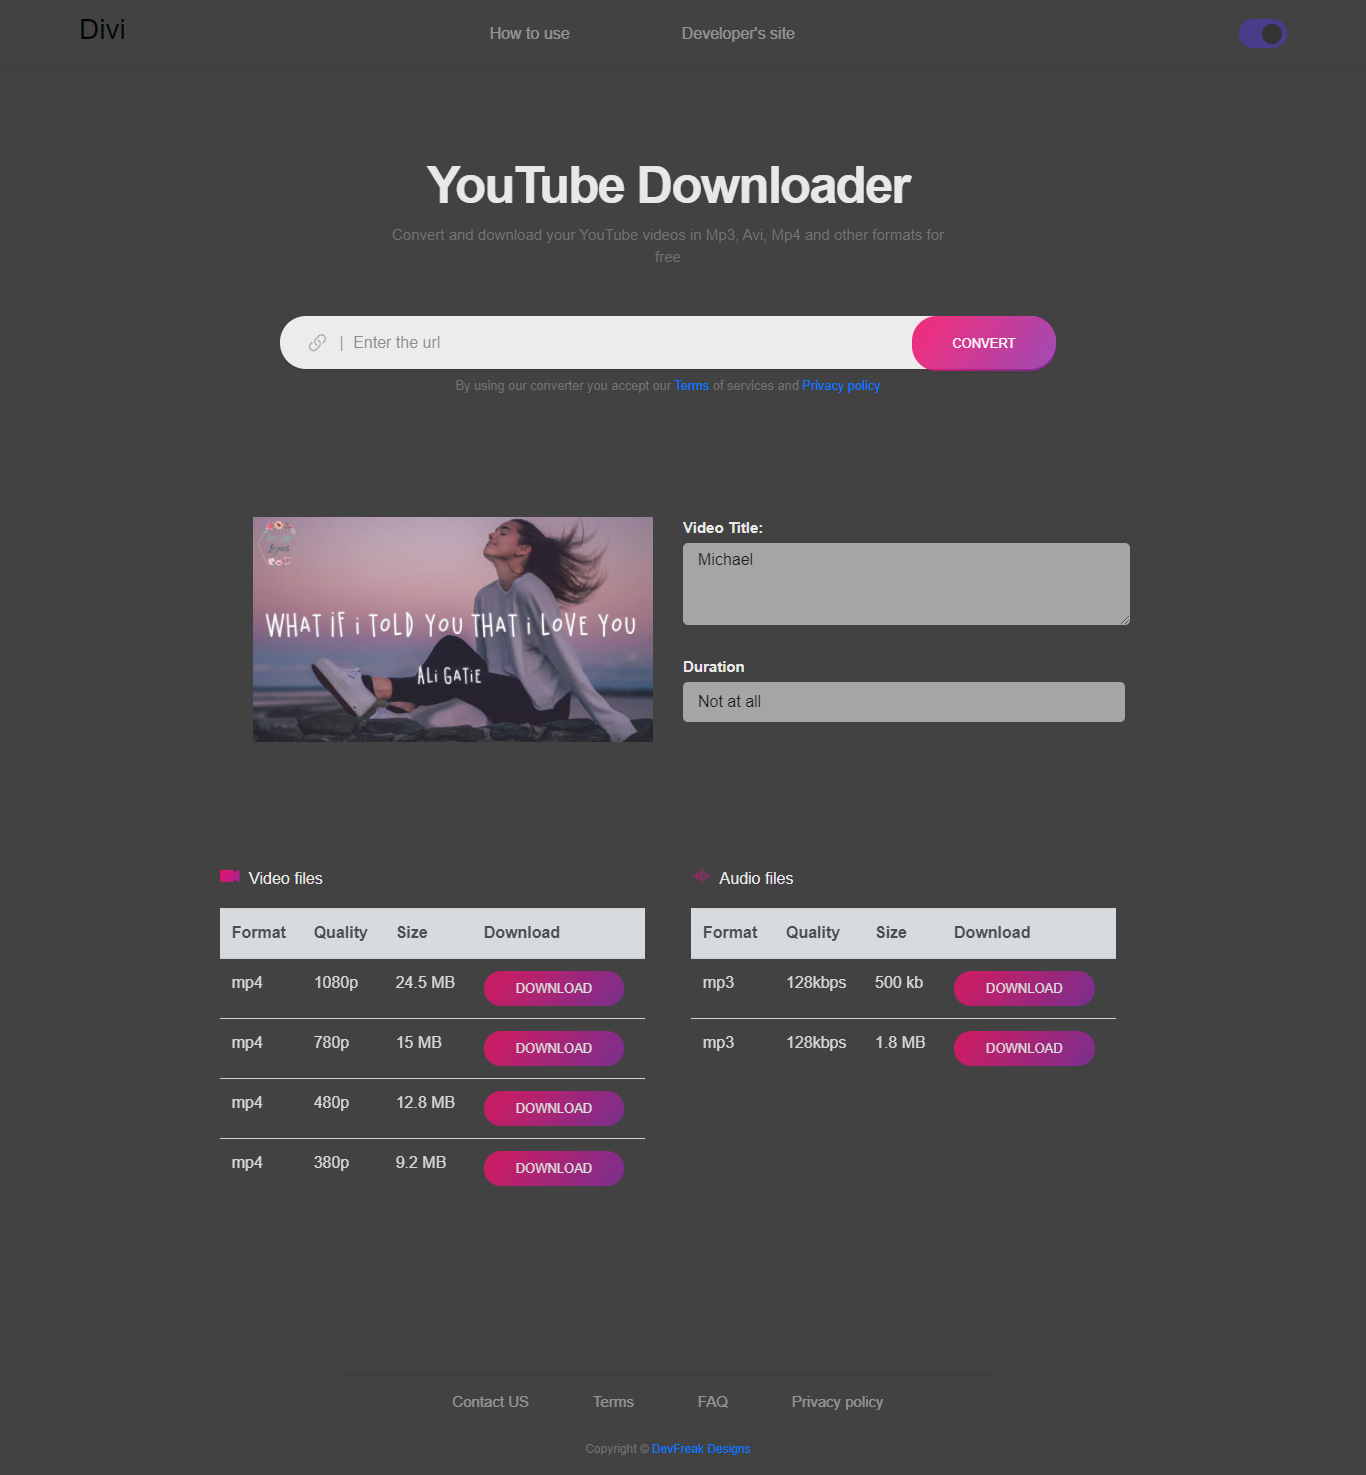 Divi
How to use
Developer's site
YouTube Downloader
Convert and download your YouTube videos in Mp3, Avi, Mp4 and other formats for
free
| Enter the url
CONVERT
By using our converter you accept our Terms of services and Privacy policy
WHAT IF i TOLD YOU THAT i LOVE YOU
ALi GATiE
Video Title:
Michael
Duration
Not at all
Video files
Format Quality Size Download
mp4 1080p 24.5 MB DOWNLOAD
mp4 780p 15 MB DOWNLOAD
mp4 480p 12.8 MB DOWNLOAD
mp4 380p 9.2 MB DOWNLOAD
Audio files
Format Quality Size Download
mp3 128kbps 500 kb DOWNLOAD
mp3 128kbps 1.8 MB DOWNLOAD
Contact US
Terms
FAQ
Privacy policy
Copyright © DevFreak Designs